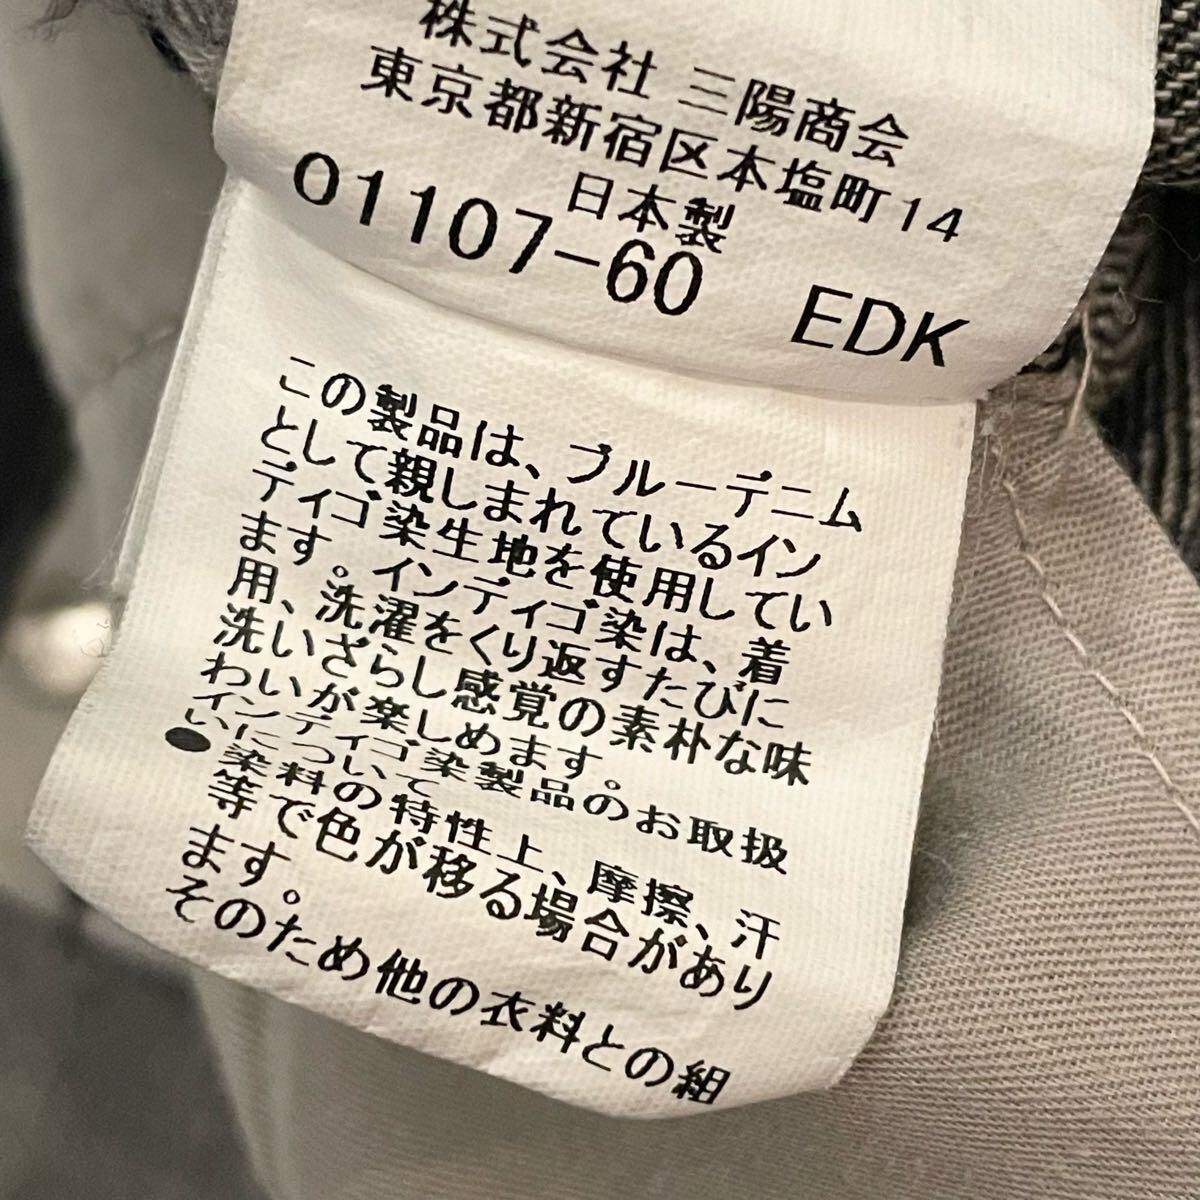 株式会社 三陽商会
東京都新宿区本塩町14
日本製
01107-60 EDK
この製品は、ブルーデニム
として親しまれているイン
ディゴ染生地を使用してい
ます。インディゴ染は、着
用、洗濯をくり返すたびに
洗いざらし感覚の素朴な味
わいが楽しめます。
インディゴ染製品のお取扱
いについて
●染料の特性上、摩擦、汗
等で色が移る場合があり
ます。
そのため他の衣料との組